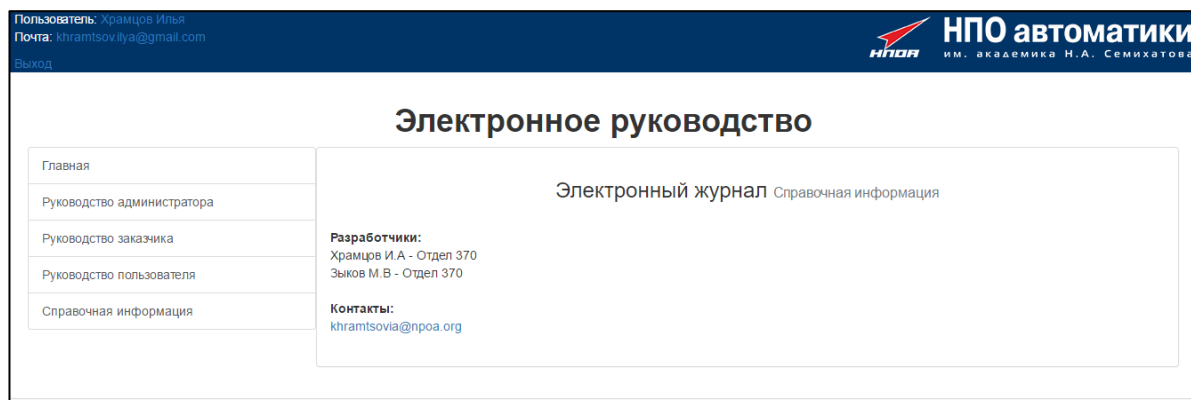 Пользователь: Храмцов Илья
Почта: khramtsov.ilya@gmail.com
Выход
НПОА
НПО автоматики
им. академика Н.А. Семихатова
Электронное руководство
Главная
Руководство администратора
Руководство заказчика
Руководство пользователя
Справочная информация
Электронный журнал Справочная информация
Разработчики:
Храмцов И.А - Отдел 370
Зыков М.В - Отдел 370
Контакты:
khramtsovia@npoa.org